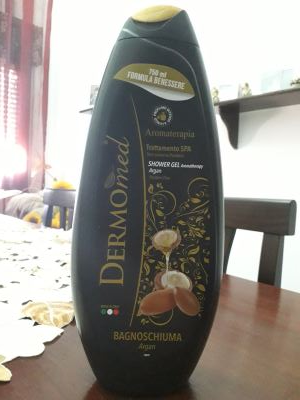 750 ml
FORMULA BENESSERE
Aromaterapia
Trattamento SPA
SHOWER GEL Aromatherapy
Argan
DERMOmed
BAGNOSCHIUMA
Argan